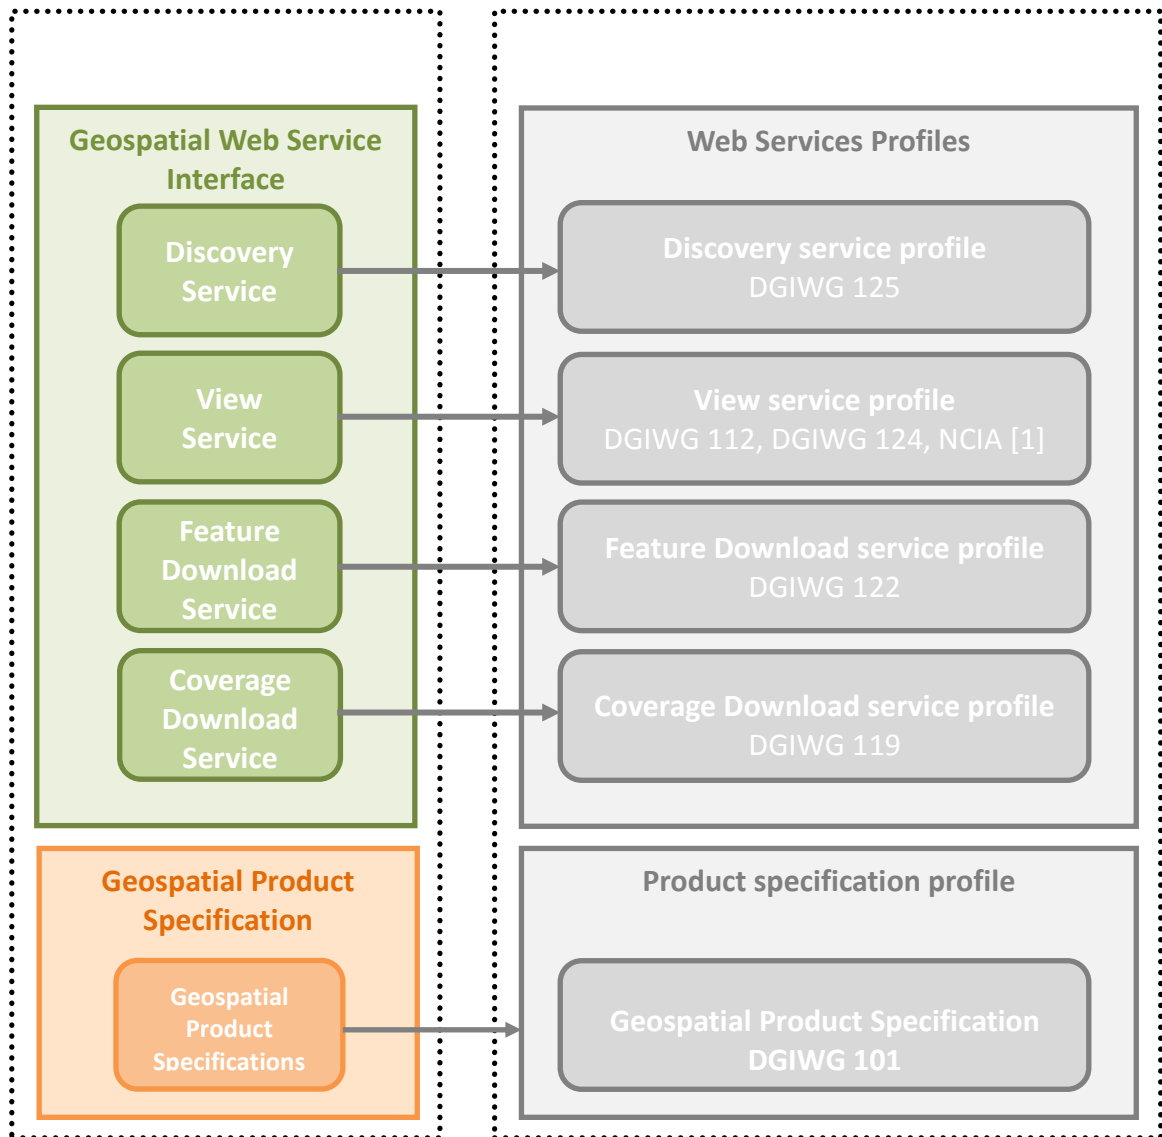 Geospatial Web Service
Interface
Discovery
Service
View
Service
Feature
Download
Service
Coverage
Download
Service
Web Services Profiles
Discovery service profile
DGIWG 125
View service profile
DGIWG 112, DGIWG 124, NCIA [1]
Feature Download service profile
DGIWG 122
Coverage Download service profile
DGIWG 119
Geospatial Product
Specification
Geospatial
Product
Specifications
Product specification profile
Geospatial Product Specification
DGIWG 101